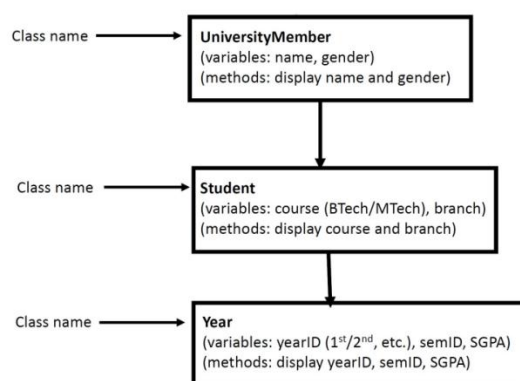 Class name
UniversityMember
(variables: name, gender)
(methods: display name and gender)
Class name
Student
(variables: course (BTech/MTech), branch)
(methods: display course and branch)
Class name
Year
(variables: yearID (1st/2nd, etc.), semID, SGPA)
(methods: display yearID, semID, SGPA)